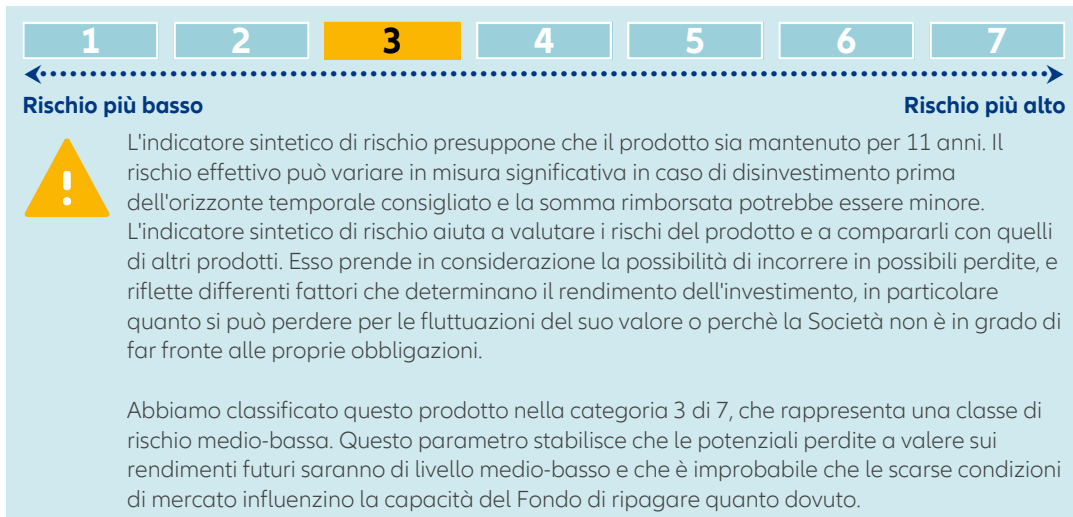 1 2 3 4 5 6 7
Rischio più basso Rischio più alto
L'indicatore sintetico di rischio presuppone che il prodotto sia mantenuto per 11 anni. Il
rischio effettivo può variare in misura significativa in caso di disinvestimento prima
dell'orizzonte temporale consigliato e la somma rimborsata potrebbe essere minore.
L'indicatore sintetico di rischio aiuta a valutare i rischi del prodotto e a compararli con quelli
di altri prodotti. Esso prende in considerazione la possibilità di incorrere in possibili perdite, e
riflette differenti fattori che determinano il rendimento dell'investimento, in particolare
quanto si può perdere per le fluttuazioni del suo valore o perchè la Società non è in grado di
far fronte alle proprie obbligazioni.
Abbiamo classificato questo prodotto nella categoria 3 di 7, che rappresenta una classe di
rischio medio-bassa. Questo parametro stabilisce che le potenziali perdite a valere sui
rendimenti futuri saranno di livello medio-basso e che è improbabile che le scarse condizioni
di mercato influenzino la capacità del Fondo di ripagare quanto dovuto.